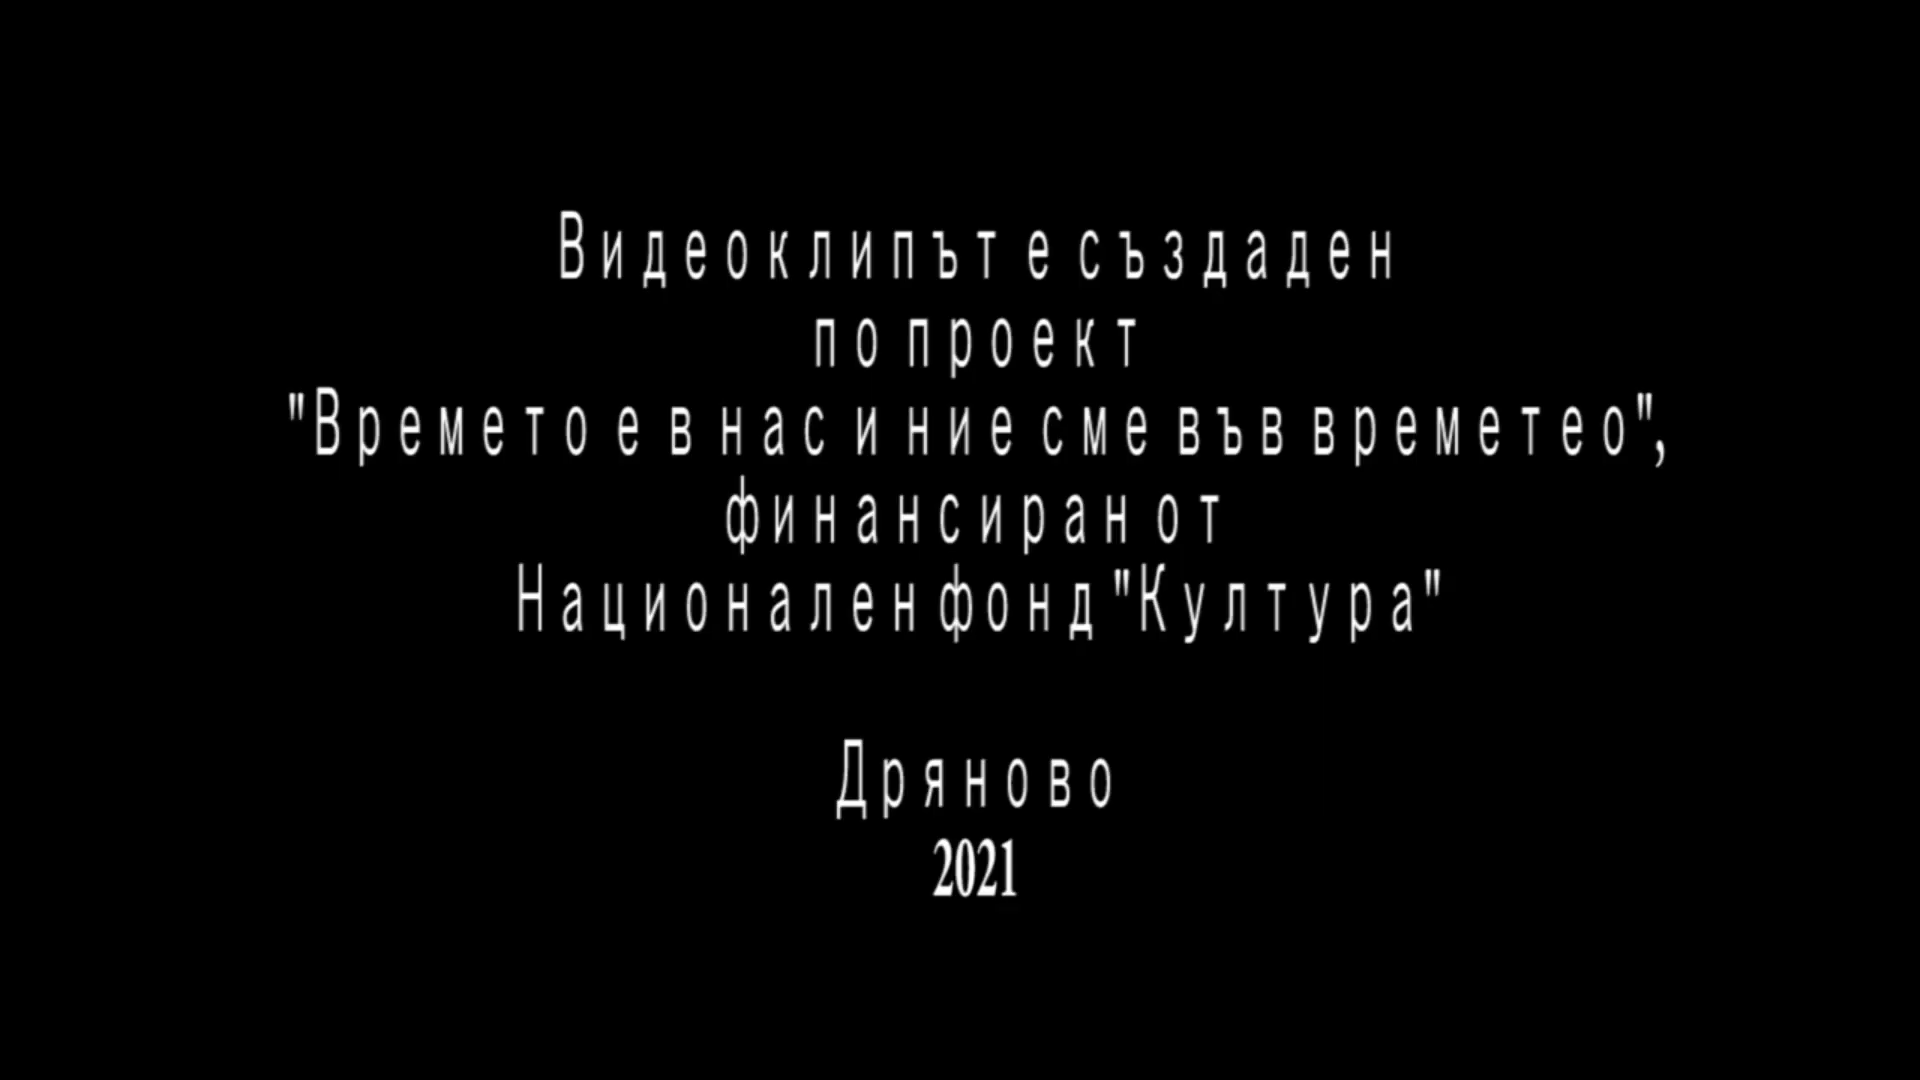 Видеоклипът е създаден
по проект
"Времето е в нас и ние сме във времетео",
финансиран от
Национален фонд "Култура"
Дряново
2021